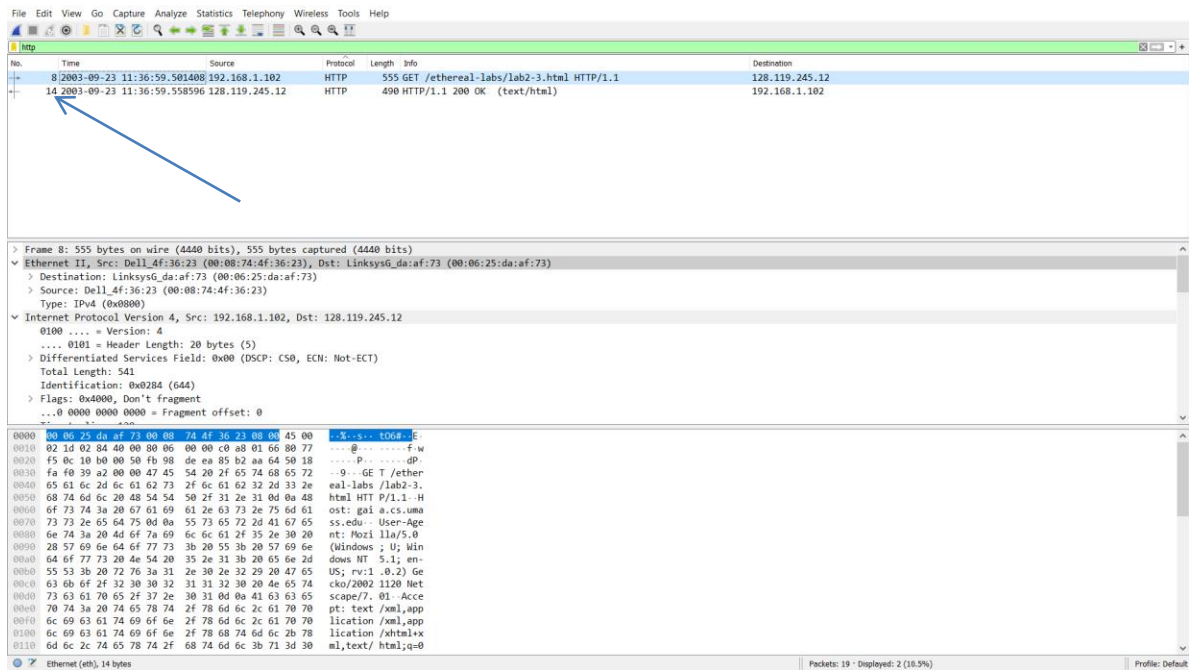 File Edit View Go Capture Analyze Statistics Telephony Wireless Tools Help
http
No. Time Source Protocol Length Info Destination
8 2003-09-23 11:36:59.501408 192.168.1.102 HTTP 555 GET /ethereal-labs/lab2-3.html HTTP/1.1 128.119.245.12
14 2003-09-23 11:36:59.558596 128.119.245.12 HTTP 490 HTTP/1.1 200 OK (text/html) 192.168.1.102
> Frame 8: 555 bytes on wire (4440 bits), 555 bytes captured (4440 bits)
Ethernet II, Src: Dell_4f:36:23 (00:08:74:4f:36:23), Dst: LinksysG_da:af:73 (00:06:25:da:af:73)
> Destination: LinksysG_da:af:73 (00:06:25:da:af:73)
> Source: Dell_4f:36:23 (00:08:74:4f:36:23)
Type: IPv4 (0x0800)
Internet Protocol Version 4, Src: 192.168.1.102, Dst: 128.119.245.12
0100 .... = Version: 4
.... 0101 = Header Length: 20 bytes (5)
> Differentiated Services Field: 0x00 (DSCP: CS0, ECN: Not-ECT)
Total Length: 541
Identification: 0x0284 (644)
> Flags: 0x4000, Don't fragment
...0 0000 0000 0000 = Fragment offset: 0
0000 00 06 25 da af 73 00 08 74 4f 36 23 08 00 45 00 ··%··s·· tO6#··E·
0010 02 1d 02 84 40 00 80 06 00 00 c0 a8 01 66 80 77 ····@··· ·····f·w
0020 f5 0c 10 b0 00 50 fb 98 de ea 85 b2 aa 64 50 18 ·····P·· ·····dP·
0030 fa f0 39 a2 00 00 47 45 54 20 2f 65 74 68 65 72 ··9···GE T /ether
0040 65 61 6c 2d 6c 61 62 73 2f 6c 61 62 32 2d 33 2e eal-labs /lab2-3.
0050 68 74 6d 6c 20 48 54 54 50 2f 31 2e 31 0d 0a 48 html HTT P/1.1··H
0060 6f 73 74 3a 20 67 61 69 61 2e 63 73 2e 75 6d 61 ost: gai a.cs.uma
0070 73 73 2e 65 64 75 0d 0a 55 73 65 72 2d 41 67 65 ss.edu·· User-Age
0080 6e 74 3a 20 4d 6f 7a 69 6c 6c 61 2f 35 2e 30 20 nt: Mozi lla/5.0
0090 28 57 69 6e 64 6f 77 73 3b 20 55 3b 20 57 69 6e (Windows ; U; Win
00a0 64 6f 77 73 20 4e 54 20 35 2e 31 3b 20 65 6e 2d dows NT 5.1; en-
00b0 55 53 3b 20 72 76 3a 31 2e 30 2e 32 29 20 47 65 US; rv:1 .0.2) Ge
00c0 63 6b 6f 2f 32 30 30 32 31 31 32 30 20 4e 65 74 cko/2002 1120 Net
00d0 73 63 61 70 65 2f 37 2e 30 31 0d 0a 41 63 63 65 scape/7. 01··Acce
00e0 70 74 3a 20 74 65 78 74 2f 78 6d 6c 2c 61 70 70 pt: text /xml,app
00f0 6c 69 63 61 74 69 6f 6e 2f 78 6d 6c 2c 61 70 70 lication /xml,app
0100 6c 69 63 61 74 69 6f 6e 2f 78 68 74 6d 6c 2b 78 lication /xhtml+x
0110 6d 6c 2c 74 65 78 74 2f 68 74 6d 6c 3b 71 3d 30 ml,text/ html;q=0
Ethernet (eth), 14 bytes Packets: 19 · Displayed: 2 (10.5%) Profile: Default